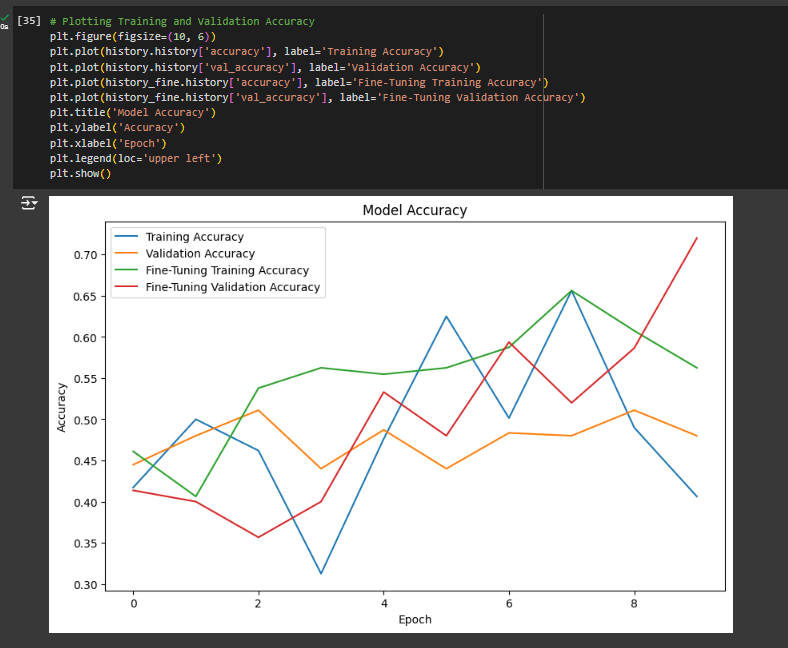 [35] # Plotting Training and Validation Accuracy
0s
plt.figure(figsize=(10, 6))
plt.plot(history.history['accuracy'], label='Training Accuracy')
plt.plot(history.history['val_accuracy'], label='Validation Accuracy')
plt.plot(history_fine.history['accuracy'], label='Fine-Tuning Training Accuracy')
plt.plot(history_fine.history['val_accuracy'], label='Fine-Tuning Validation Accuracy')
plt.title('Model Accuracy')
plt.ylabel('Accuracy')
plt.xlabel('Epoch')
plt.legend(loc='upper left')
plt.show()
Model Accuracy
Training Accuracy
Validation Accuracy
Fine-Tuning Training Accuracy
Fine-Tuning Validation Accuracy
0.70
0.65
0.60
0.55
0.50
0.45
0.40
0.35
0.30
Accuracy
0 2 4 6 8
Epoch